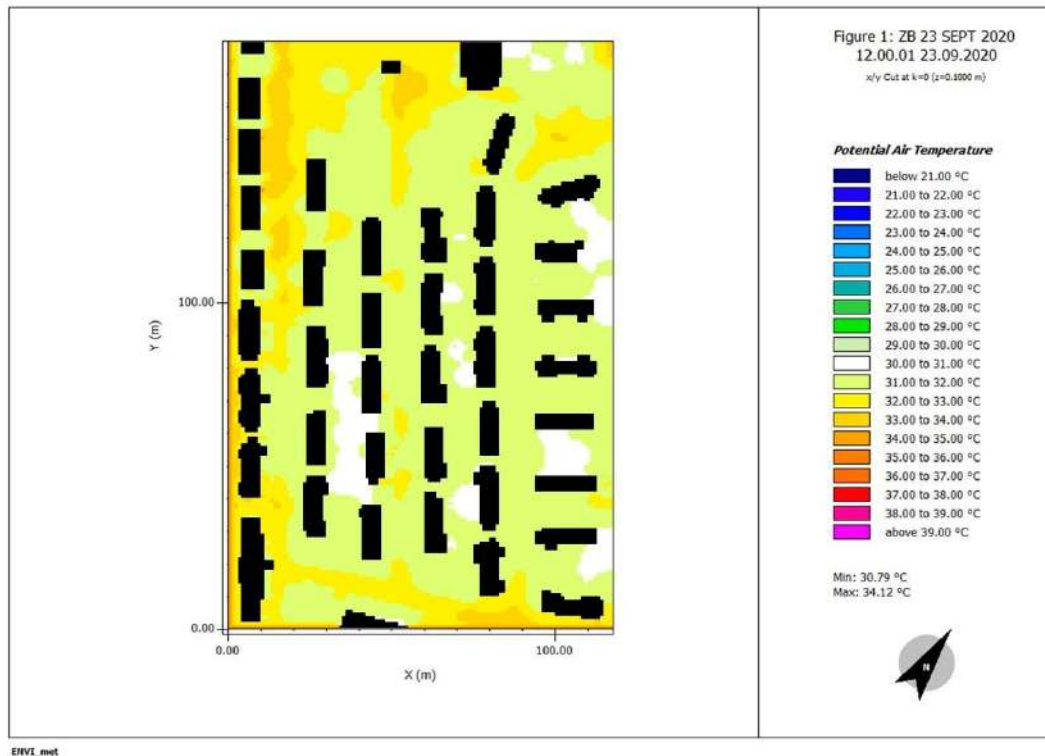 Figure 1: ZB 23 SEPT 2020
12.00.01 23.09.2020
x/y Cut at k=0 (z=0.1000 m)
Potential Air Temperature
below 21.00 °C
21.00 to 22.00 °C
22.00 to 23.00 °C
23.00 to 24.00 °C
24.00 to 25.00 °C
25.00 to 26.00 °C
26.00 to 27.00 °C
27.00 to 28.00 °C
28.00 to 29.00 °C
29.00 to 30.00 °C
30.00 to 31.00 °C
31.00 to 32.00 °C
32.00 to 33.00 °C
33.00 to 34.00 °C
34.00 to 35.00 °C
35.00 to 36.00 °C
36.00 to 37.00 °C
37.00 to 38.00 °C
38.00 to 39.00 °C
above 39.00 °C
Min: 30.79 °C
Max: 34.12 °C
N
100.00
Y (m)
0.00
0.00
100.00
X (m)
ENVI_met